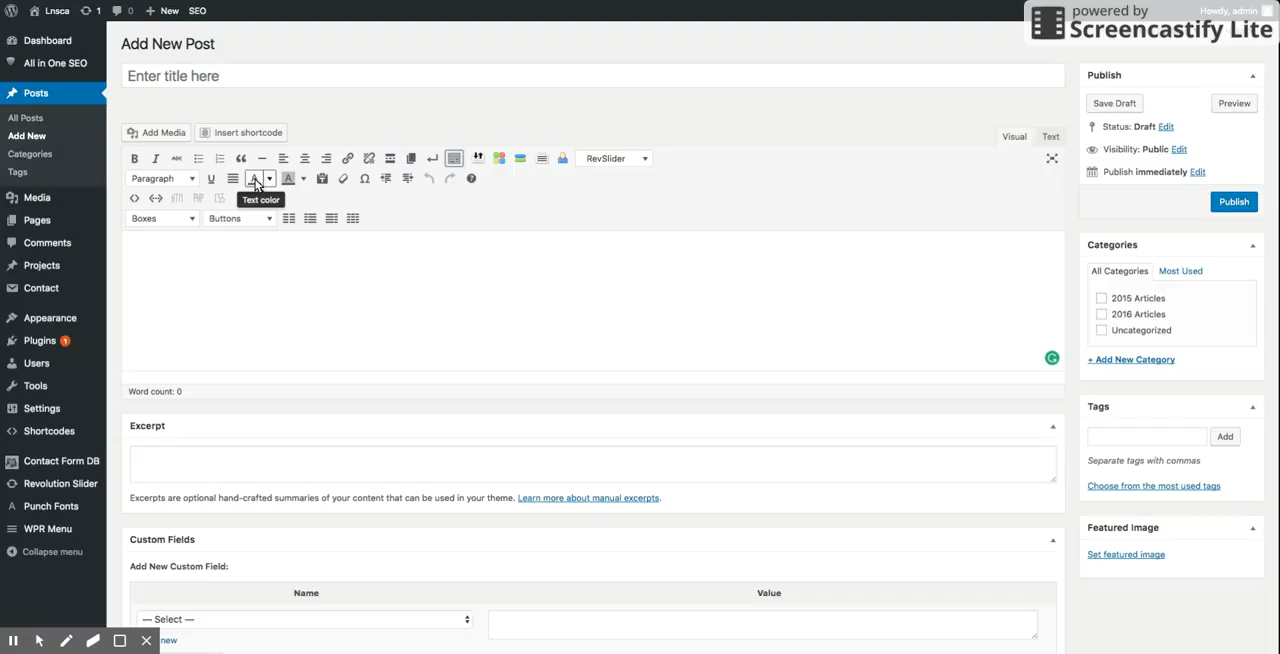 Lnsca 1 0 New SEO Howdy, admin
powered by
Screencastify Lite
Dashboard
All in One SEO
Posts
All Posts
Add New
Categories
Tags
Media
Pages
Comments
Projects
Contact
Appearance
Plugins 1
Users
Tools
Settings
Shortcodes
Contact Form DB
Revolution Slider
Punch Fonts
WPR Menu
Collapse menu
Add New Post
Enter title here
Add Media Insert shortcode
Visual Text
B I ABC RevSlider
Paragraph U A A Ω
Text color
Boxes Buttons
Word count: 0
Excerpt
Excerpts are optional hand-crafted summaries of your content that can be used in your theme. Learn more about manual excerpts.
Custom Fields
Add New Custom Field:
Name Value
— Select —
new
Publish
Save Draft Preview
Status: Draft Edit
Visibility: Public Edit
Publish immediately Edit
Publish
Categories
All Categories Most Used
2015 Articles
2016 Articles
Uncategorized
+ Add New Category
Tags
Add
Separate tags with commas
Choose from the most used tags
Featured Image
Set featured image